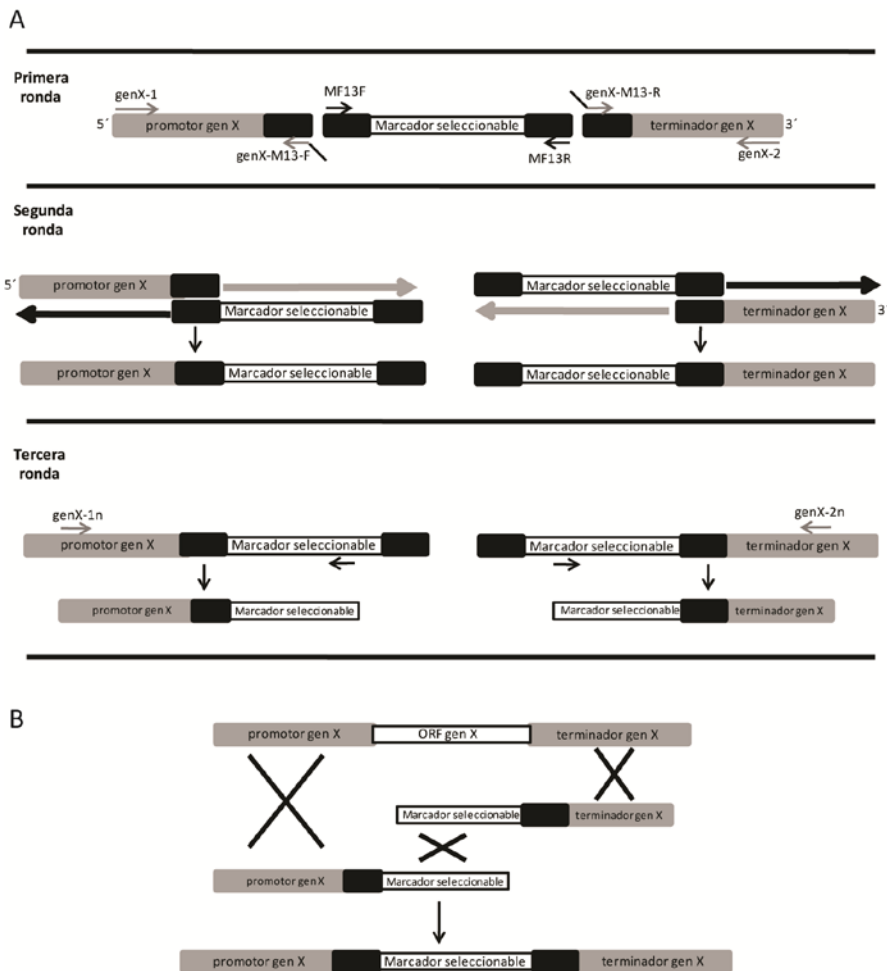 A
Primera
ronda
genX-1
MF13F
genX-M13-R
5´
promotor gen X
Marcador seleccionable
terminador gen X
3´
genX-M13-F
MF13R
genX-2
Segunda
ronda
5´
promotor gen X
Marcador seleccionable
Marcador seleccionable
terminador gen X
3´
promotor gen X
Marcador seleccionable
Marcador seleccionable
terminador gen X
Tercera
ronda
genX-1n
genX-2n
promotor gen X
Marcador seleccionable
Marcador seleccionable
terminador gen X
promotor gen X
Marcador seleccionable
Marcador seleccionable
terminador gen X
B
promotor gen X
ORF gen X
terminador gen X
Marcador seleccionable
terminador gen X
promotor gen X
Marcador seleccionable
promotor gen X
Marcador seleccionable
terminador gen X